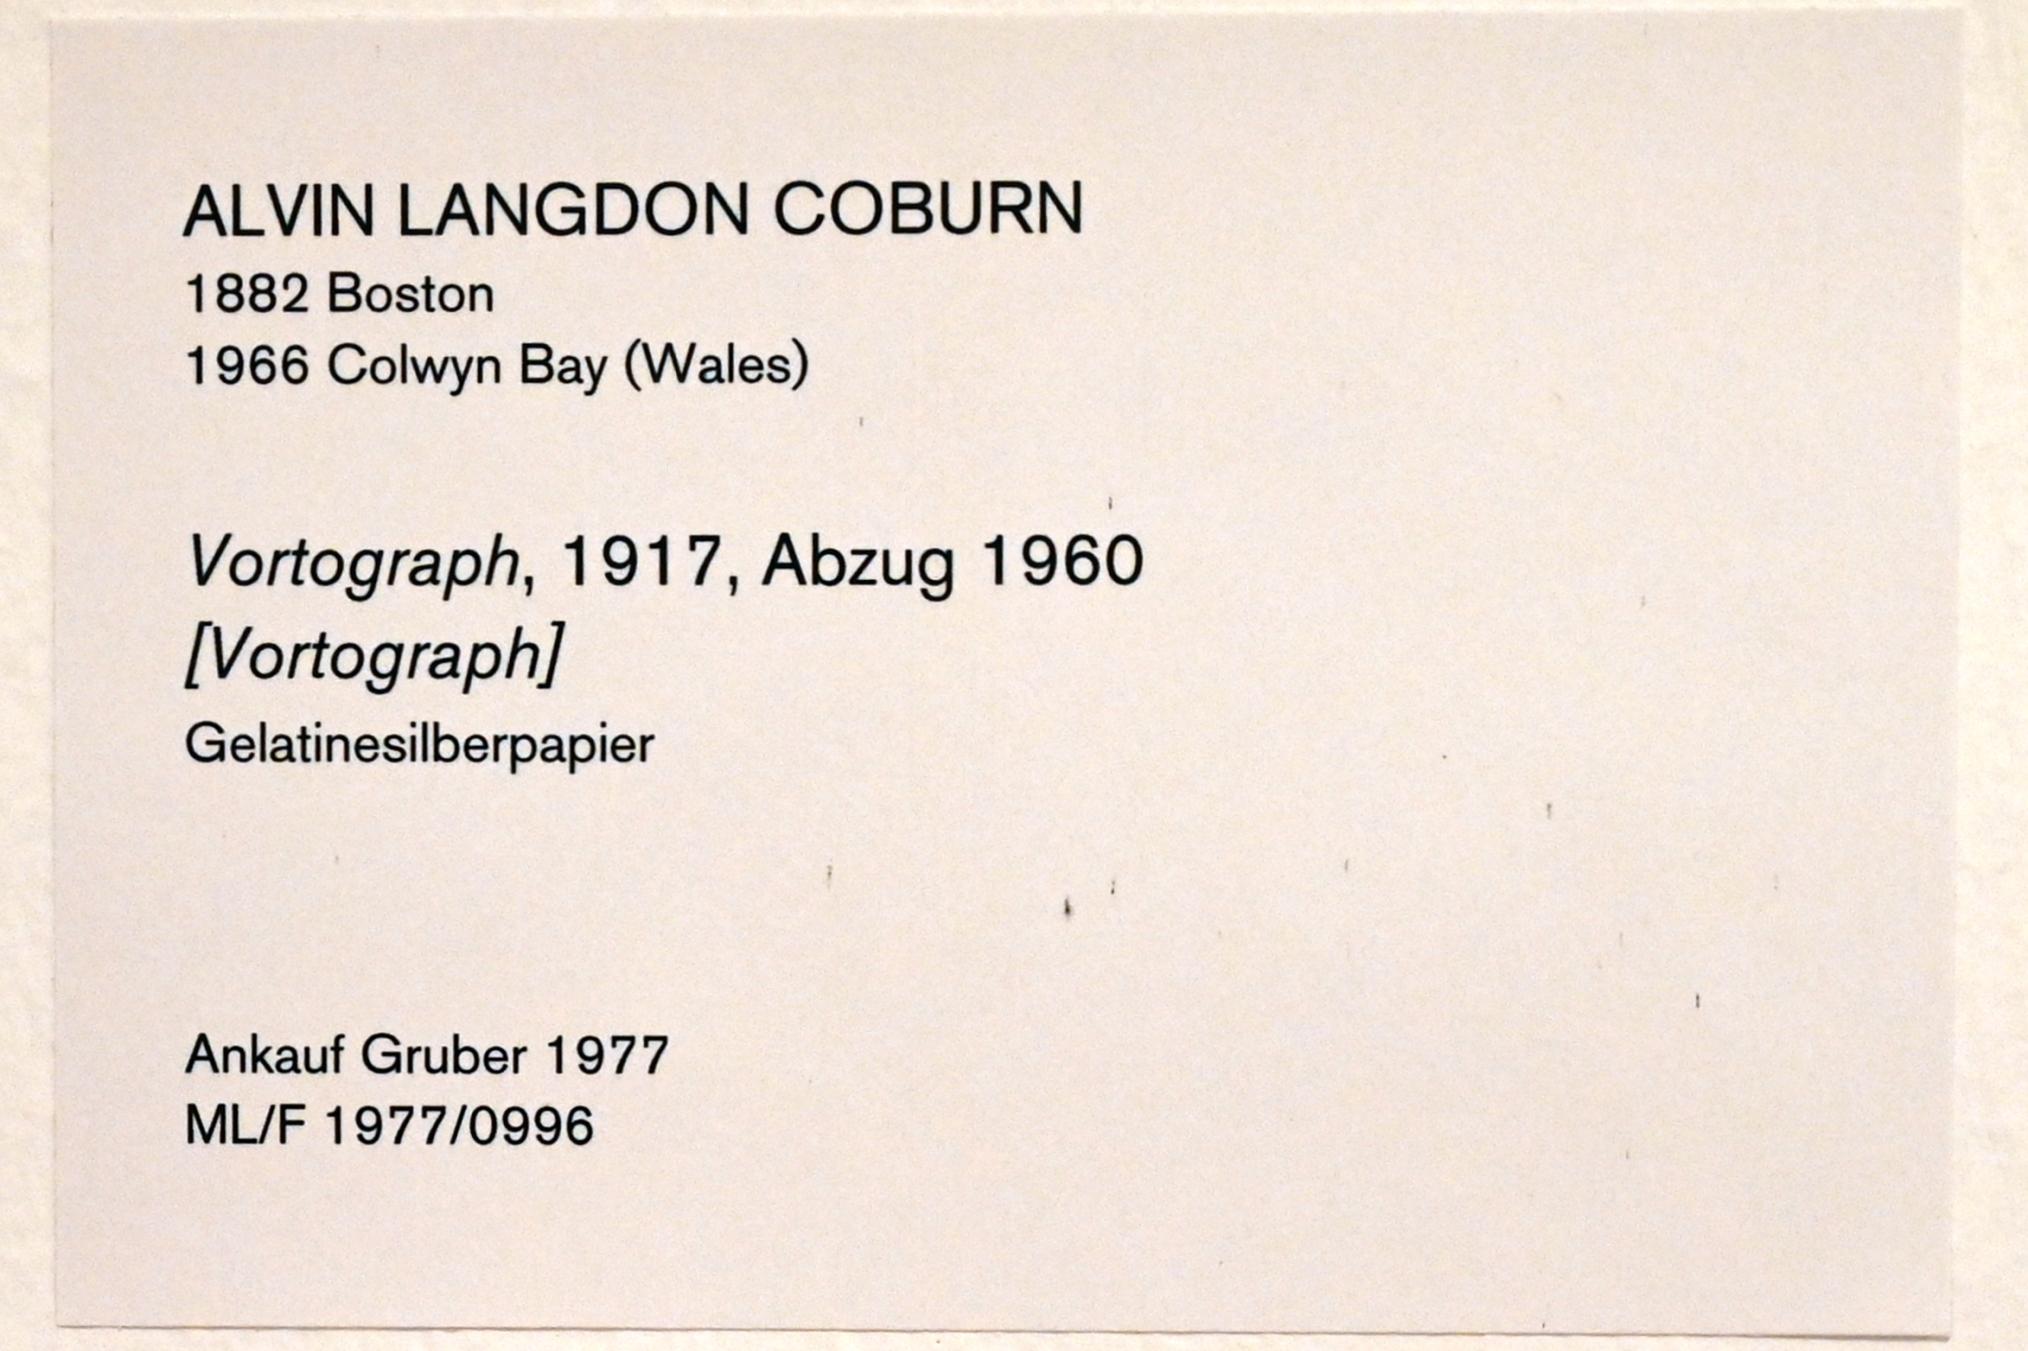 ALVIN LANGDON COBURN
1882 Boston
1966 Colwyn Bay (Wales)
Vortograph, 1917, Abzug 1960
[Vortograph]
Gelatinesilberpapier
Ankauf Gruber 1977
ML/F 1977/0996